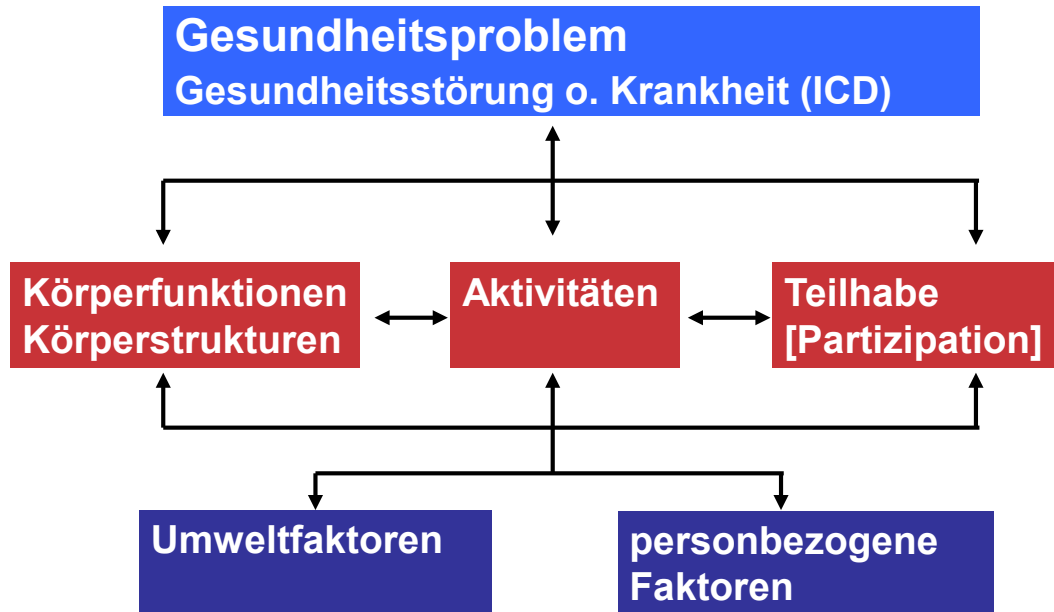 Gesundheitsproblem
Gesundheitsstörung o. Krankheit (ICD)
Körperfunktionen
Körperstrukturen
Aktivitäten
Teilhabe
[Partizipation]
Umweltfaktoren
personbezogene
Faktoren